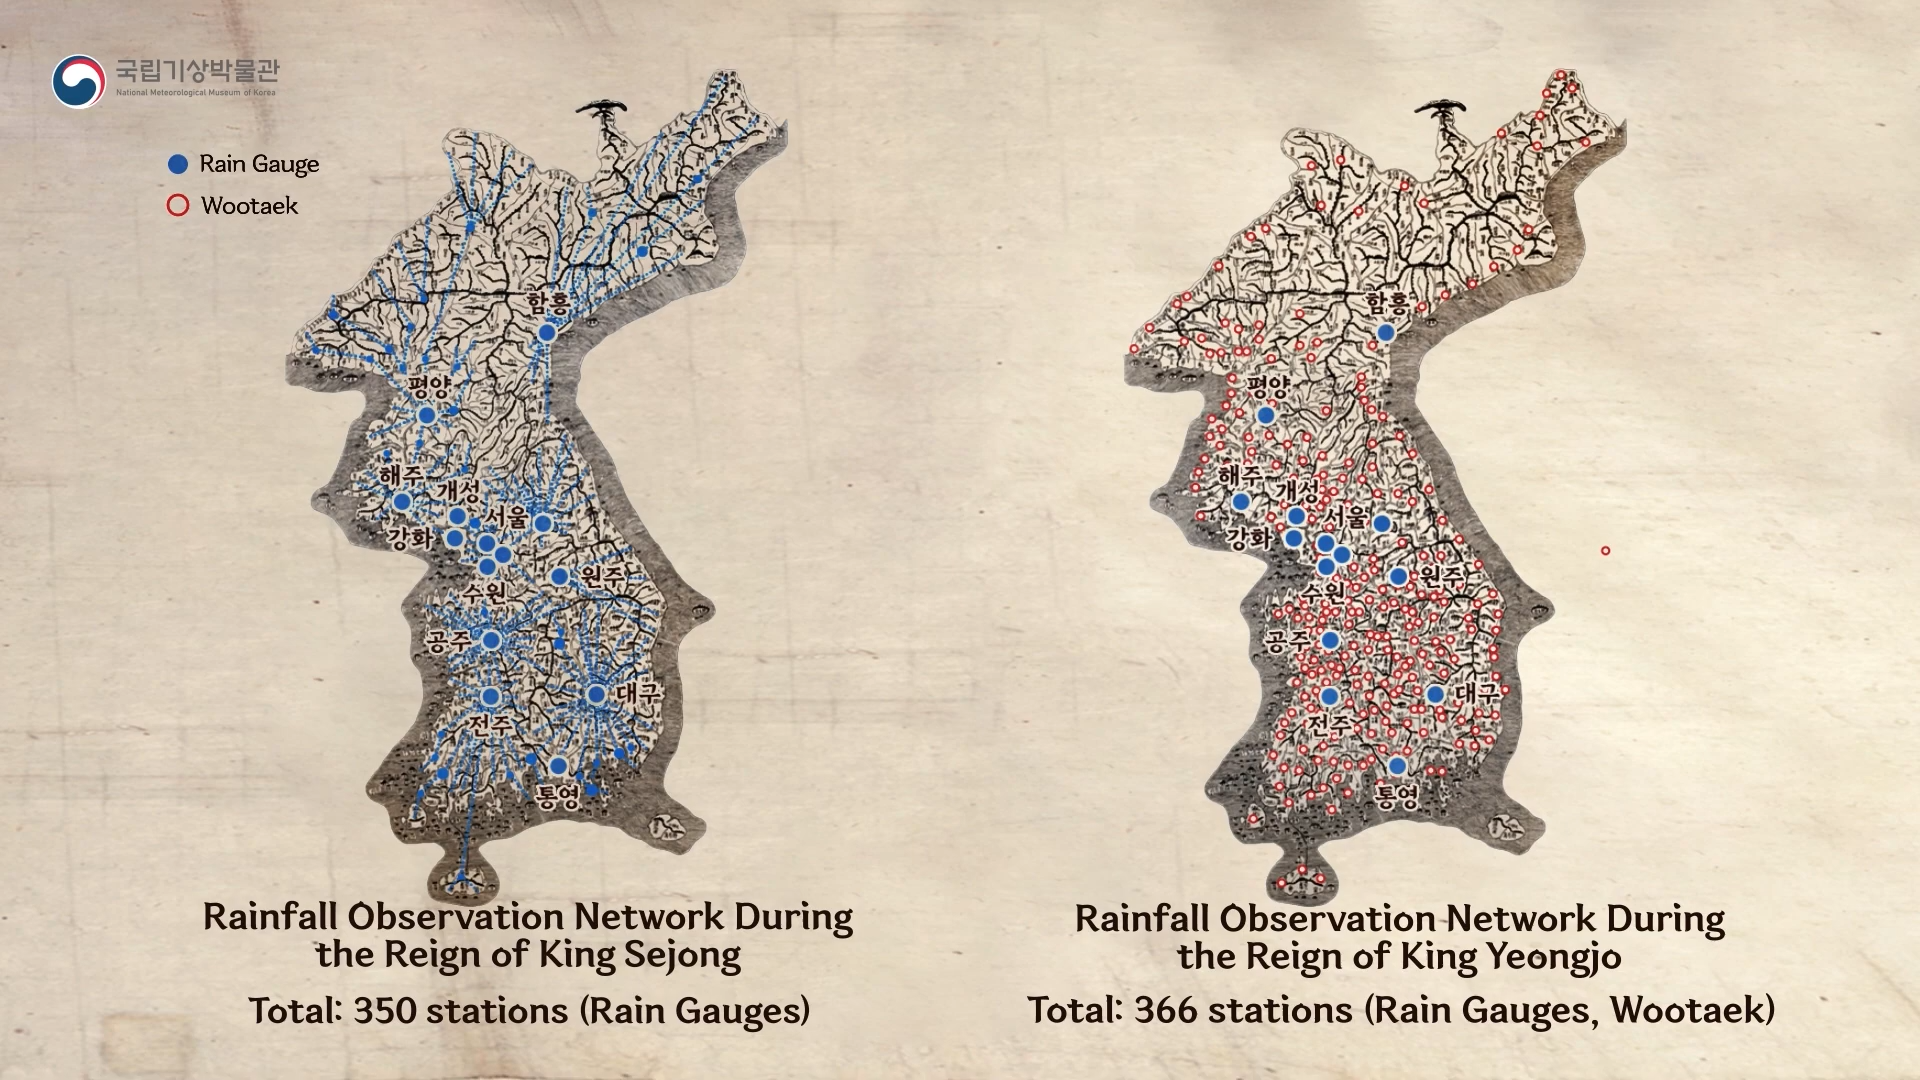 국립기상박물관
National Meteorological Museum of Korea
Rain Gauge
Wootaek
함흥
평양
해주
개성
서울
강화
원주
수원
공주
대구
전주
통영
Rainfall Observation Network During
the Reign of King Sejong
Total: 350 stations (Rain Gauges)
함흥
평양
해주
개성
서울
강화
원주
수원
공주
대구
전주
통영
Rainfall Observation Network During
the Reign of King Yeongjo
Total: 366 stations (Rain Gauges, Wootaek)